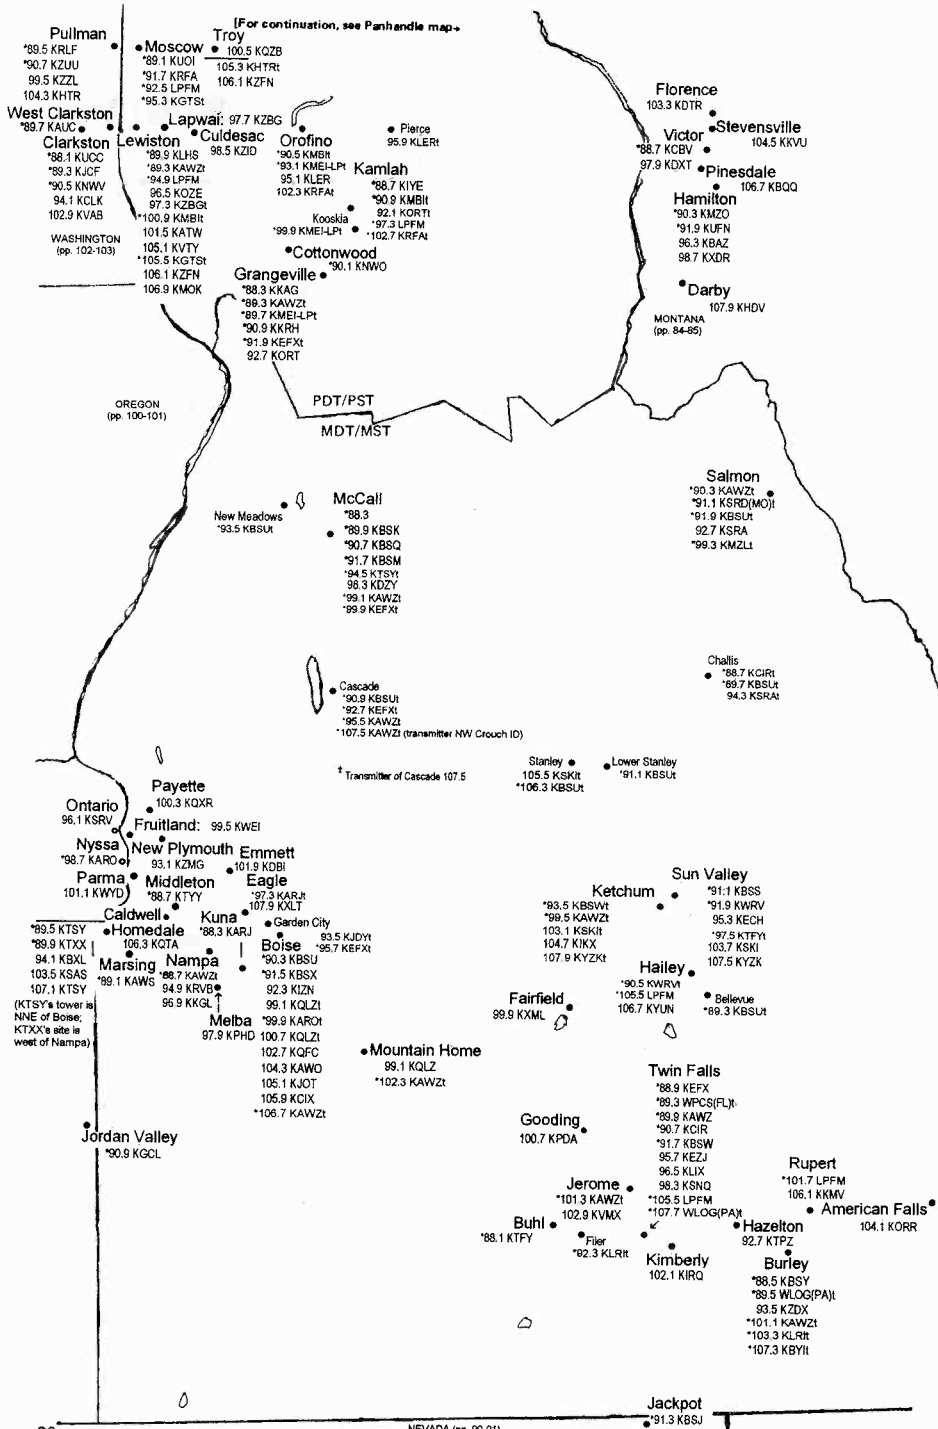 [For continuation, see Panhandle map→
Pullman
*89.5 KRLF
*90.7 KZUU
99.5 KZZL
104.3 KHTR
Moscow
*89.1 KUOI
*91.7 KRFA
*92.5 LPFM
*95.3 KGTSt
Troy
100.5 KQZB
105.3 KHTRt
106.1 KZFN
West Clarkston
*89.7 KAUC
Clarkston
*88.1 KUCC
*89.3 KJCF
*90.5 KNWV
94.1 KCLK
102.9 KVAB
WASHINGTON
(pp. 102-103)
Lapwai: 97.7 KZBG
Lewiston
*89.9 KLHS
*89.3 KAWZt
*94.9 LPFM
96.5 KOZE
97.3 KZBGt
*100.9 KMBIt
101.5 KATW
105.1 KVTY
*105.5 KGTSt
106.1 KZFN
106.9 KMOK
Culdesac
98.5 KZID
Orofino
*90.5 KMBIt
*93.1 KMEI-LPt
95.1 KLER
102.3 KRFAt
Pierce
95.9 KLERt
Kamiah
*88.7 KIYE
*90.9 KMBIt
92.1 KORTt
*97.3 LPFM
*102.7 KRFAt
Kooskia
*99.9 KMEI-LPt
Cottonwood
*90.1 KNWO
Grangeville
*88.3 KKAG
*89.3 KAWZt
*89.7 KMEI-LPt
*90.9 KKRH
*91.9 KEFXt
92.7 KORT
Florence
103.3 KDTR
Stevensville
104.5 KKVU
Victor
*88.7 KCBV
97.9 KDXT
Pinesdale
106.7 KBQQ
Hamilton
*90.3 KMZO
*91.9 KUFN
96.3 KBAZ
98.7 KXDR
Darby
107.9 KHDV
MONTANA
(pp. 84-85)
OREGON
(pp. 100-101)
PDT/PST
MDT/MST
New Meadows
*93.5 KBSUt
McCall
*88.3
*89.9 KBSK
*90.7 KBSQ
*91.7 KBSM
*94.5 KTSYt
98.3 KDZY
*99.1 KAWZt
*99.9 KEFXt
Salmon
*90.3 KAWZt
*91.1 KSRD(MO)t
*91.9 KBSUt
92.7 KSRA
*99.3 KMZLt
Challis
*88.7 KCIRt
*89.7 KBSUt
94.3 KSRAt
Cascade
*90.9 KBSUt
*92.7 KEFXt
*95.5 KAWZt
*107.5 KAWZt (transmitter NW Crouch ID)
‡ Transmitter of Cascade 107.5
Stanley
105.5 KSKIt
*106.3 KBSUt
Lower Stanley
*91.1 KBSUt
Payette
100.3 KQXR
Ontario
96.1 KSRV
Fruitland: 99.5 KWEI
Nyssa
*98.7 KARO
New Plymouth
93.1 KZMG
Emmett
101.9 KDBI
Parma
101.1 KWYD
Middleton
*88.7 KTYY
Eagle
*97.3 KARJt
107.9 KXLT
Caldwell
*89.5 KTSY
*89.9 KTXX
94.1 KBXL
103.5 KSAS
107.1 KTSY
(KTSY's tower is
NNE of Boise;
KTXX's site is
west of Nampa)
Homedale
106.3 KQTA
Marsing
*89.1 KAWS
Kuna
*88.3 KARJ
Nampa
*88.7 KAWZt
94.9 KRVB
96.9 KKGL
Melba
97.9 KPHD
Garden City
93.5 KJDYt
*95.7 KEFXt
Boise
*90.3 KBSU
*91.5 KBSX
92.3 KIZN
99.1 KQLZt
*99.9 KAROt
100.7 KQLZt
102.7 KQFC
104.3 KAWO
105.1 KJOT
105.9 KCIX
*106.7 KAWZt
Mountain Home
99.1 KQLZ
*102.3 KAWZt
Jordan Valley
*90.9 KGCL
Sun Valley
*91.1 KBSS
*91.9 KWRV
95.3 KECH
*97.5 KTFYt
103.7 KSKI
107.5 KYZK
Ketchum
*93.5 KBSWt
*99.5 KAWZt
103.1 KSKIt
104.7 KIKX
107.9 KYZKt
Hailey
*90.5 KWRVt
*105.5 LPFM
106.7 KYUN
Bellevue
*89.3 KBSUt
Fairfield
99.9 KXML
Twin Falls
*88.9 KEFX
*89.3 WPCS(FL)t
*89.9 KAWZ
*90.7 KCIR
*91.7 KBSW
95.7 KEZJ
96.5 KLIX
98.3 KSNQ
*105.5 LPFM
*107.7 WLOG(PA)t
Gooding
100.7 KPDA
Jerome
*101.3 KAWZt
102.9 KVMX
Buhl
*88.1 KTFY
Filer
*92.3 KLRIt
Kimberly
102.1 KIRQ
Rupert
*101.7 LPFM
106.1 KKMV
American Falls
104.1 KORR
Hazelton
92.7 KTPZ
Burley
*88.5 KBSY
*89.5 WLOG(PA)t
93.5 KZDX
*101.1 KAWZt
*103.3 KLRIt
*107.3 KBYIt
Jackpot
*91.3 KBSJ
NEVADA (pp. 90-91)